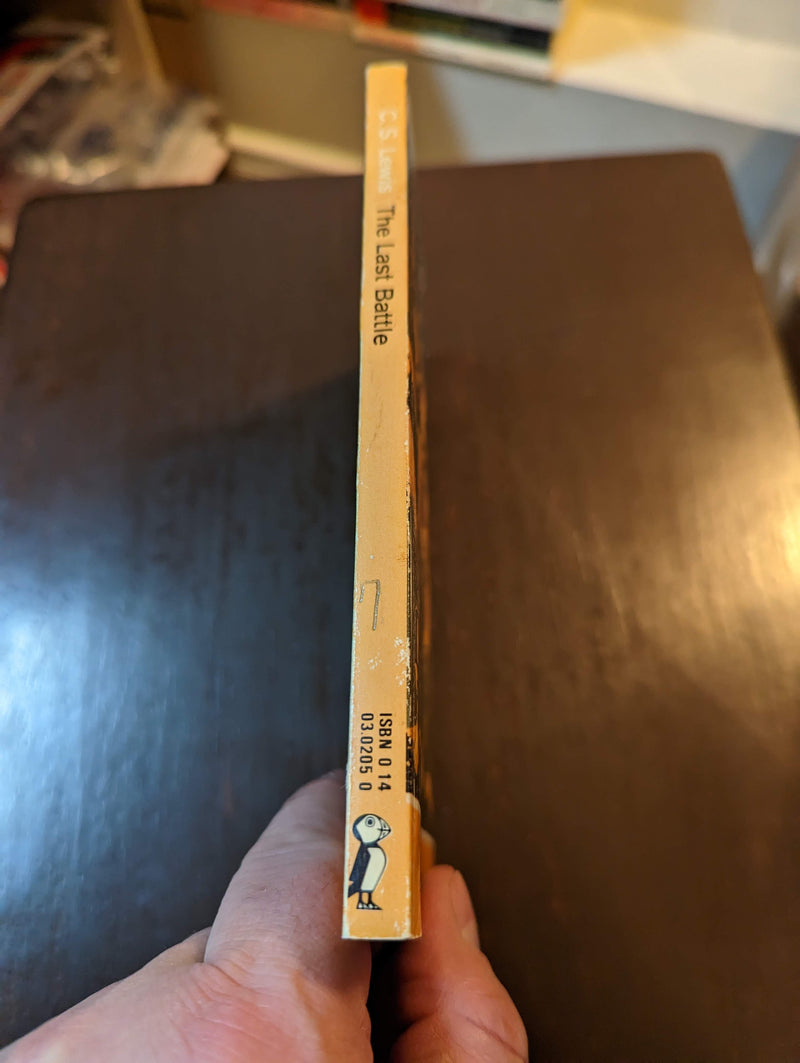 C. S. Lewis The Last Battle
ISBN 0 14
03.0205 0